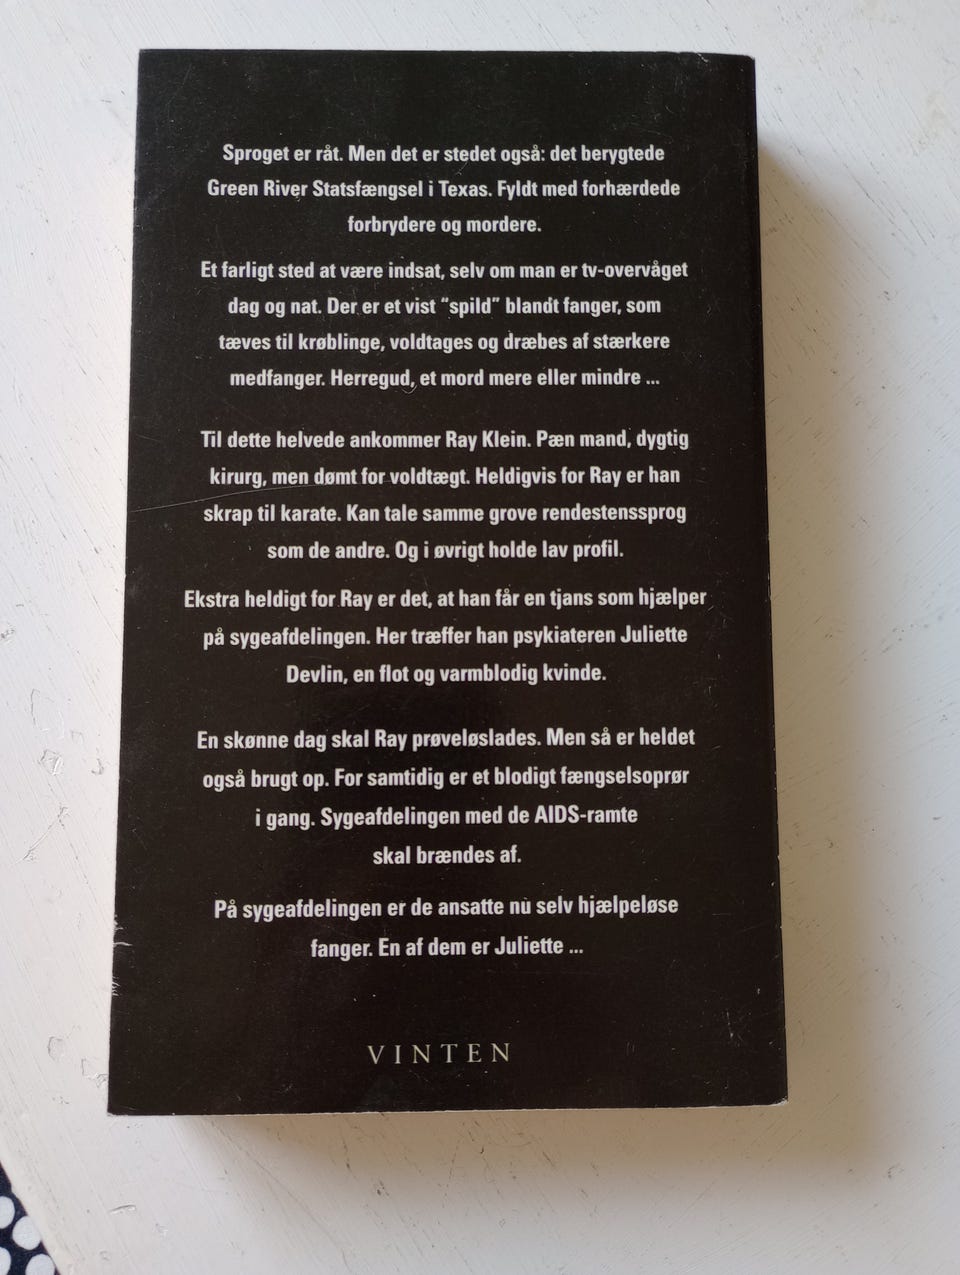 Sproget er råt. Men det er stedet også: det berygtede
Green River Statsfængsel i Texas. Fyldt med forhærdede
forbrydere og mordere.
Et farligt sted at være indsat, selv om man er tv-overvåget
dag og nat. Der er et vist “spild” blandt fanger, som
tæves til krøblinge, voldtages og dræbes af stærkere
medfanger. Herregud, et mord mere eller mindre ...
Til dette helvede ankommer Ray Klein. Pæn mand, dygtig
kirurg, men dømt for voldtægt. Heldigvis for Ray er han
skrap til karate. Kan tale samme grove rendestenssprog
som de andre. Og i øvrigt holde lav profil.
Ekstra heldigt for Ray er det, at han får en tjans som hjælper
på sygeafdelingen. Her træffer han psykiateren Juliette
Devlin, en flot og varmblodig kvinde.
En skønne dag skal Ray prøveløslades. Men så er heldet
også brugt op. For samtidig er et blodigt fængselsoprør
i gang. Sygeafdelingen med de AIDS-ramte
skal brændes af.
På sygeafdelingen er de ansatte nu selv hjælpeløse
fanger. En af dem er Juliette ...
VINTEN